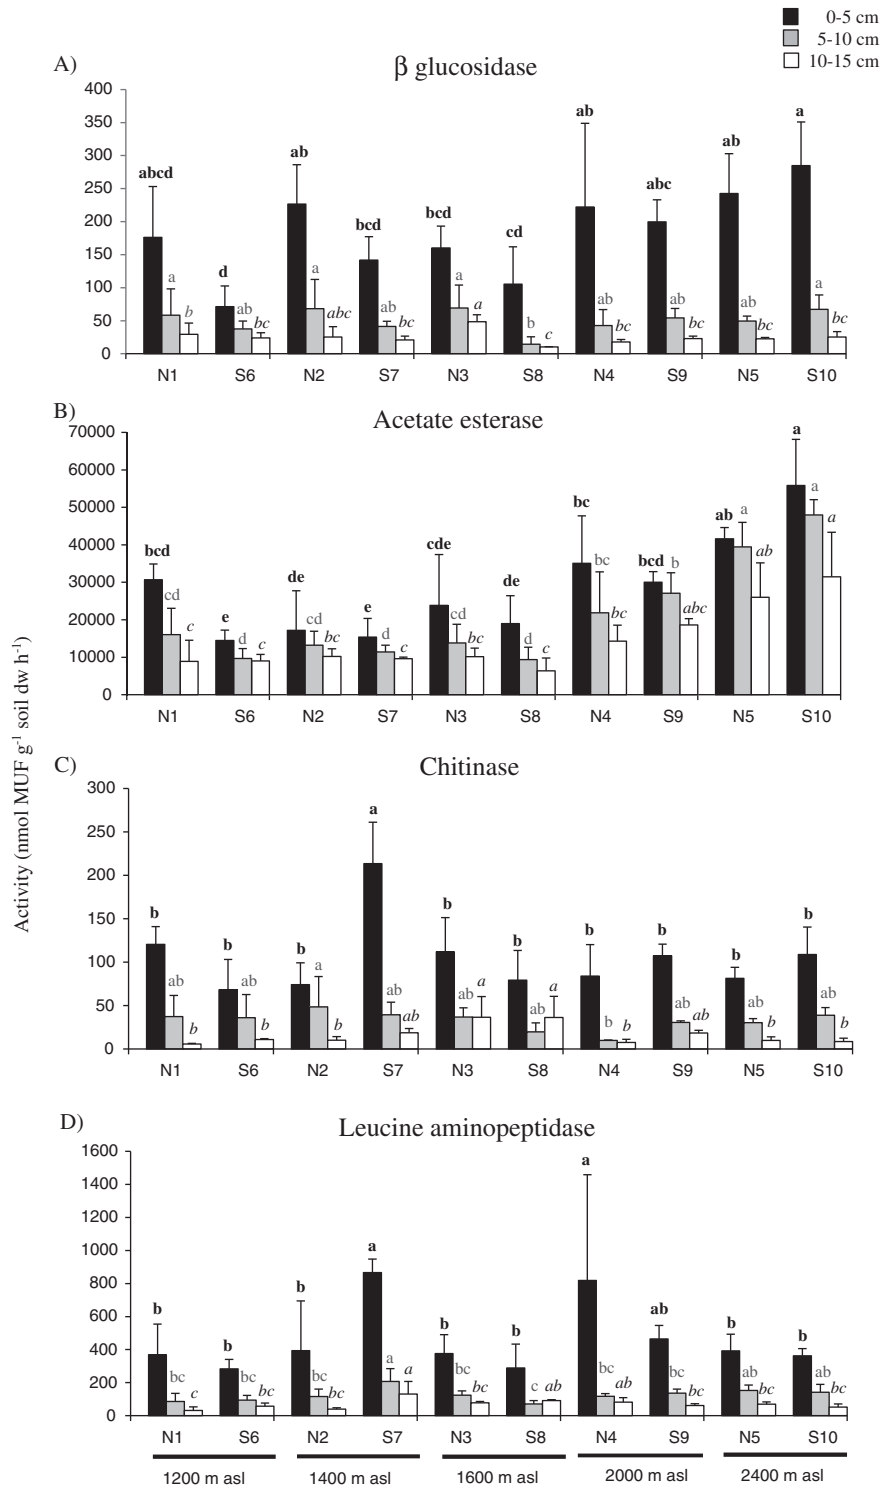 0-5 cm
5-10 cm
10-15 cm
A)
β glucosidase
400
350
300
250
200
150
100
50
0
abcd a b
d ab bc
ab a abc
bcd ab bc
bcd a a
cd b c
ab ab bc
abc ab bc
ab ab bc
a a bc
N1 S6 N2 S7 N3 S8 N4 S9 N5 S10
B)
Acetate esterase
70000
60000
50000
40000
30000
20000
10000
0
bcd cd c
e d c
de cd bc
e d c
cde cd bc
de d c
bc bc bc
bcd b abc
ab a ab
a a a
N1 S6 N2 S7 N3 S8 N4 S9 N5 S10
Activity (nmol MUF g-1 soil dw h-1)
C)
Chitinase
300
250
200
150
100
50
0
b ab b
b ab b
b a b
a ab ab
b ab a
b ab a
b b b
b ab ab
b ab b
b ab b
N1 S6 N2 S7 N3 S8 N4 S9 N5 S10
D)
Leucine aminopeptidase
1600
1400
1200
1000
800
600
400
200
0
b bc c
b bc bc
b bc bc
a a a
b bc bc
b c ab
a bc ab
ab bc bc
b ab bc
b ab bc
N1 S6 N2 S7 N3 S8 N4 S9 N5 S10
1200 m asl 1400 m asl 1600 m asl 2000 m asl 2400 m asl